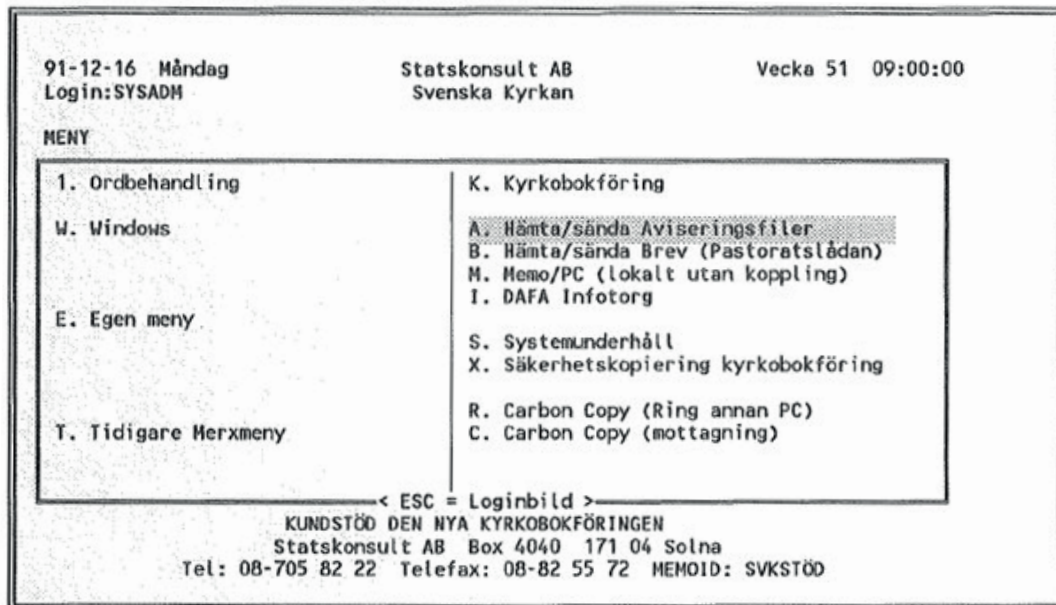 91-12-16 Måndag Statskonsult AB Vecka 51 09:00:00
Login:SYSADM Svenska Kyrkan
MENY
1. Ordbehandling K. Kyrkobokföring
W. Windows A. Hämta/sända Aviseringsfiler
B. Hämta/sända Brev (Pastoratslådan)
M. Memo/PC (lokalt utan koppling)
I. DAFA Infotorg
E. Egen meny
S. Systemunderhåll
X. Säkerhetskopiering kyrkobokföring
R. Carbon Copy (Ring annan PC)
T. Tidigare Merxmeny C. Carbon Copy (mottagning)
< ESC = Loginbild >
KUNDSTÖD DEN NYA KYRKOBOKFÖRINGEN
Statskonsult AB Box 4040 171 04 Solna
Tel: 08-705 82 22 Telefax: 08-82 55 72 MEMOID: SVKSTÖD